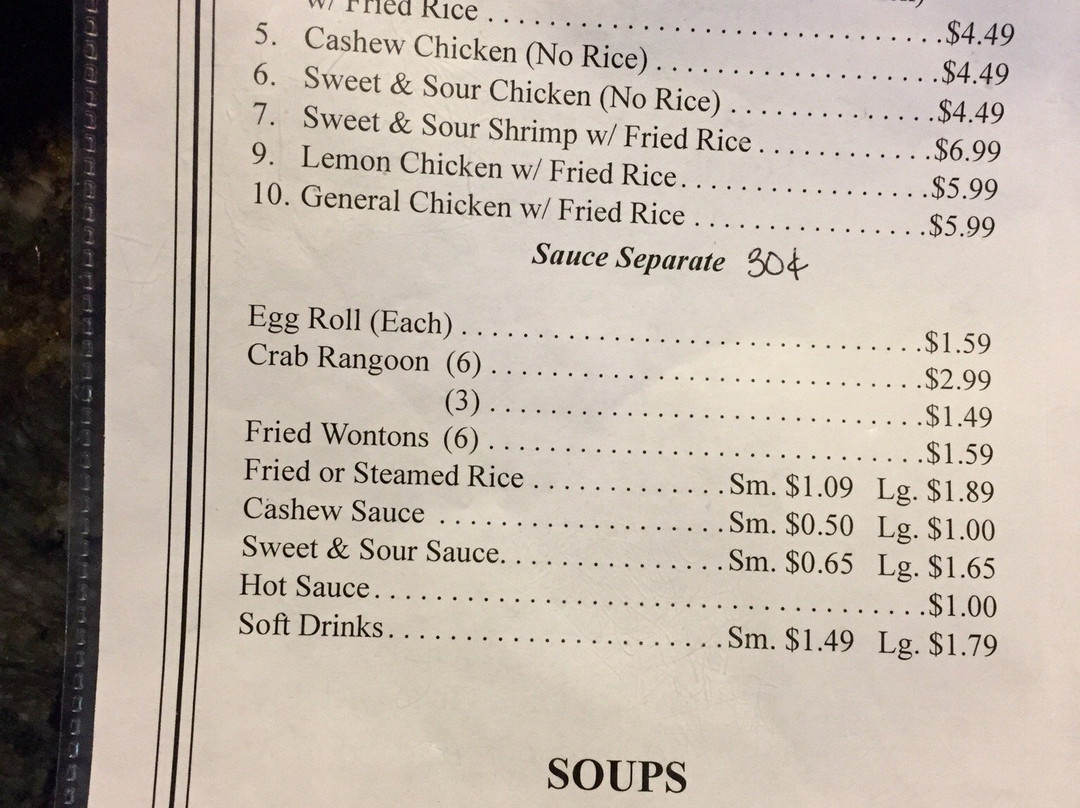 w/ Fried Rice ........................ $4.49
5. Cashew Chicken (No Rice) ................... $4.49
6. Sweet & Sour Chicken (No Rice) .............. $4.49
7. Sweet & Sour Shrimp w/ Fried Rice ............ $6.99
9. Lemon Chicken w/ Fried Rice ................. $5.99
10. General Chicken w/ Fried Rice ................ $5.99
Sauce Separate 30¢
Egg Roll (Each) .............................. $1.59
Crab Rangoon (6) ............................ $2.99
(3) ............................ $1.49
Fried Wontons (6) ............................ $1.59
Fried or Steamed Rice ............. Sm. $1.09 Lg. $1.89
Cashew Sauce ................... Sm. $0.50 Lg. $1.00
Sweet & Sour Sauce ............... Sm. $0.65 Lg. $1.65
Hot Sauce .................................... $1.00
Soft Drinks ...................... Sm. $1.49 Lg. $1.79
SOUPS